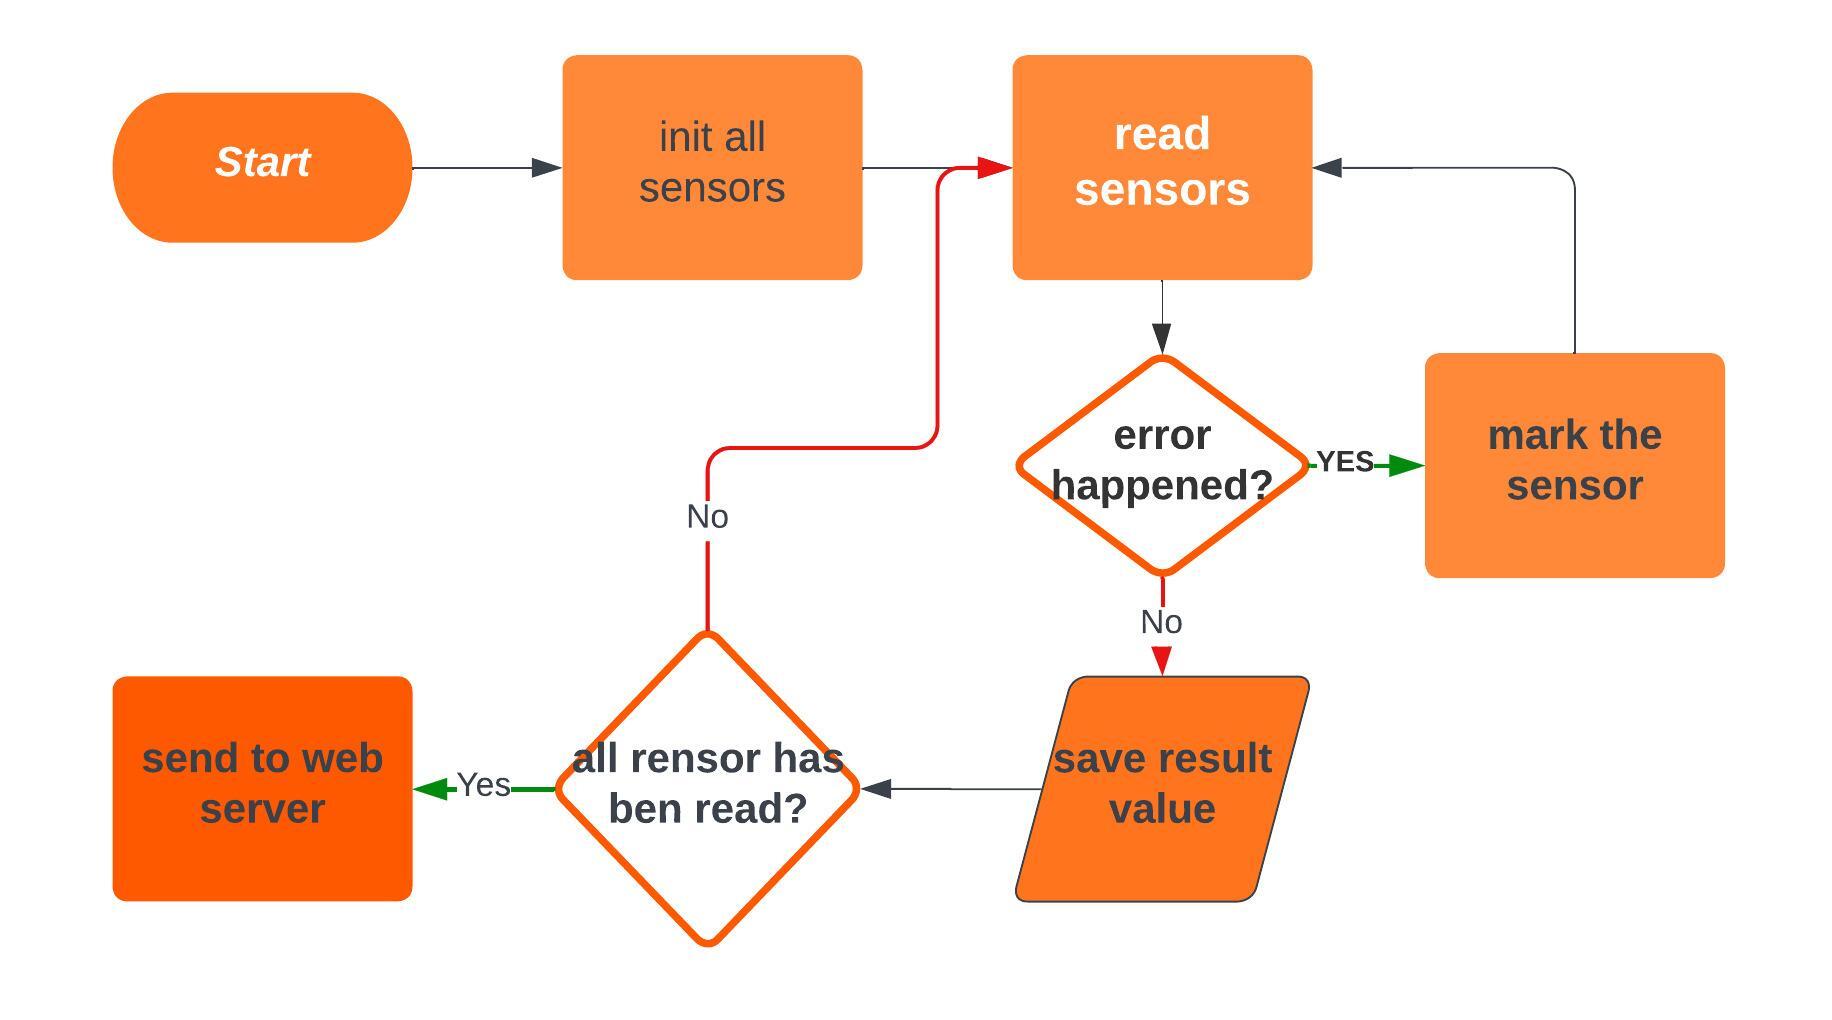 Start
init all
sensors
read
sensors
error
happened?
YES
mark the
sensor
No
No
save result
value
all rensor has
ben read?
Yes
send to web
server